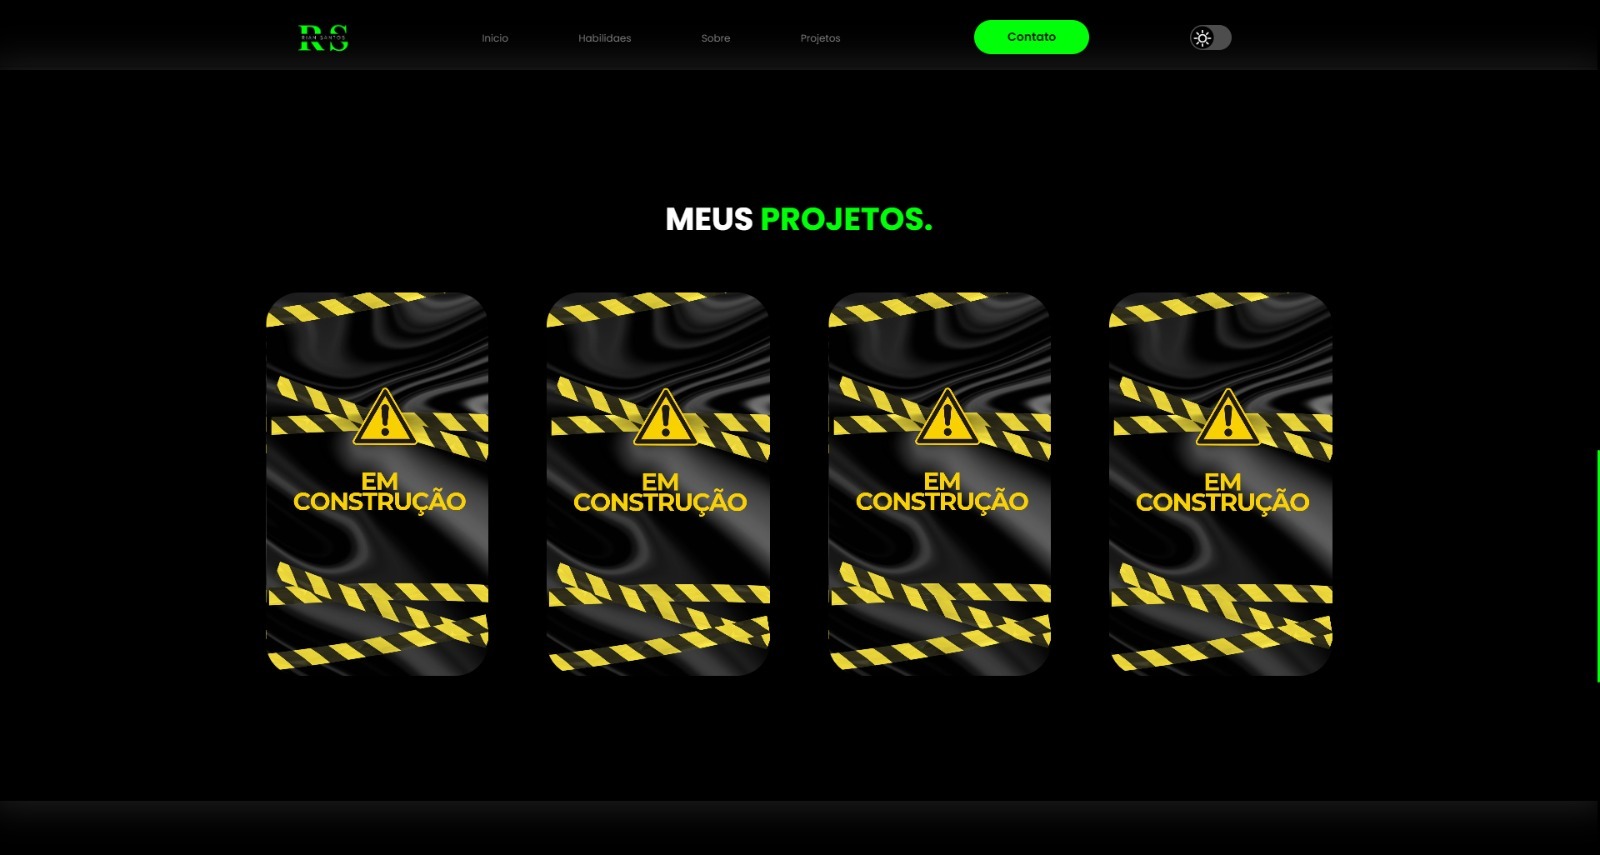 RS
RIAN SANTOS
Inicio
Habilidaes
Sobre
Projetos
Contato
MEUS PROJETOS.
EM
CONSTRUÇÃO
EM
CONSTRUÇÃO
EM
CONSTRUÇÃO
EM
CONSTRUÇÃO